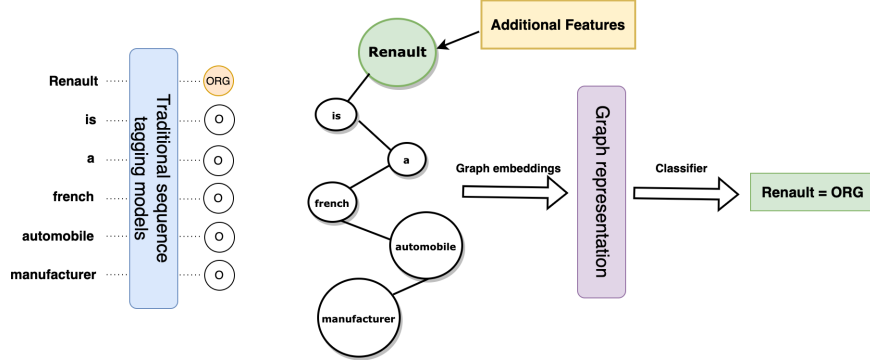 Renault
is
a
french
automobile
manufacturer
Traditional sequence
tagging models
ORG
O
O
O
O
O
Additional Features
Renault
is
a
french
automobile
manufacturer
Graph embeddings
Graph representation
Classifier
Renault = ORG